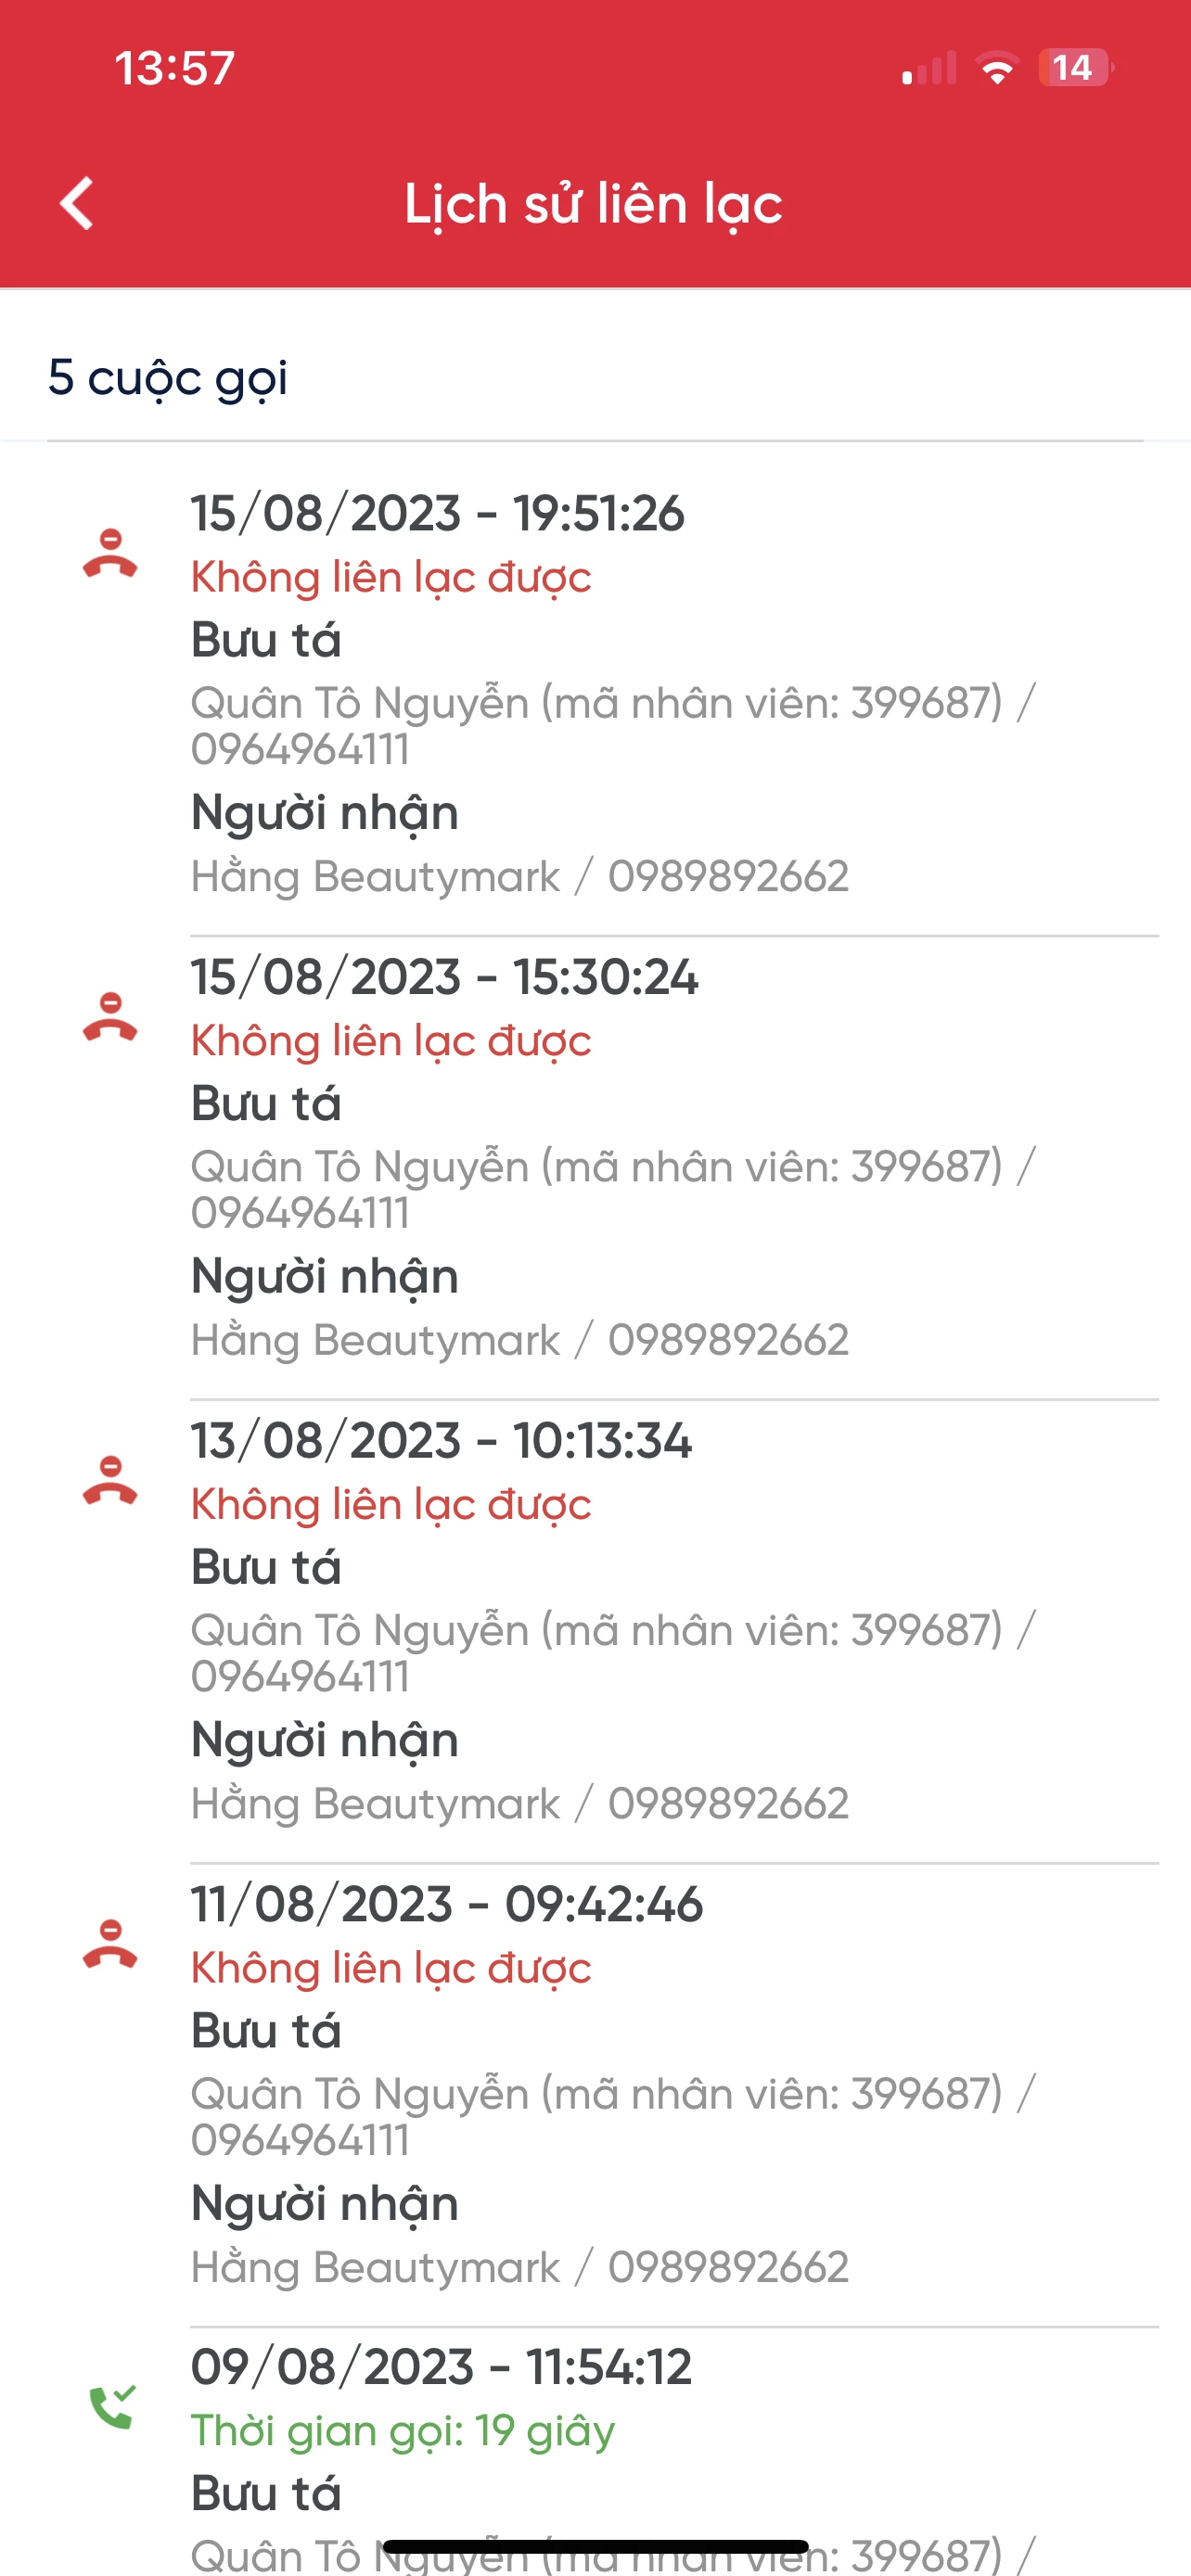 13:57
14
Lịch sử liên lạc
5 cuộc gọi
15/08/2023 - 19:51:26
Không liên lạc được
Bưu tá
Quân Tô Nguyễn (mã nhân viên: 399687) /
0964964111
Người nhận
Hằng Beautymark / 0989892662
15/08/2023 - 15:30:24
Không liên lạc được
Bưu tá
Quân Tô Nguyễn (mã nhân viên: 399687) /
0964964111
Người nhận
Hằng Beautymark / 0989892662
13/08/2023 - 10:13:34
Không liên lạc được
Bưu tá
Quân Tô Nguyễn (mã nhân viên: 399687) /
0964964111
Người nhận
Hằng Beautymark / 0989892662
11/08/2023 - 09:42:46
Không liên lạc được
Bưu tá
Quân Tô Nguyễn (mã nhân viên: 399687) /
0964964111
Người nhận
Hằng Beautymark / 0989892662
09/08/2023 - 11:54:12
Thời gian gọi: 19 giây
Bưu tá
Quân Tô Nguyễn (mã nhân viên: 399687) /